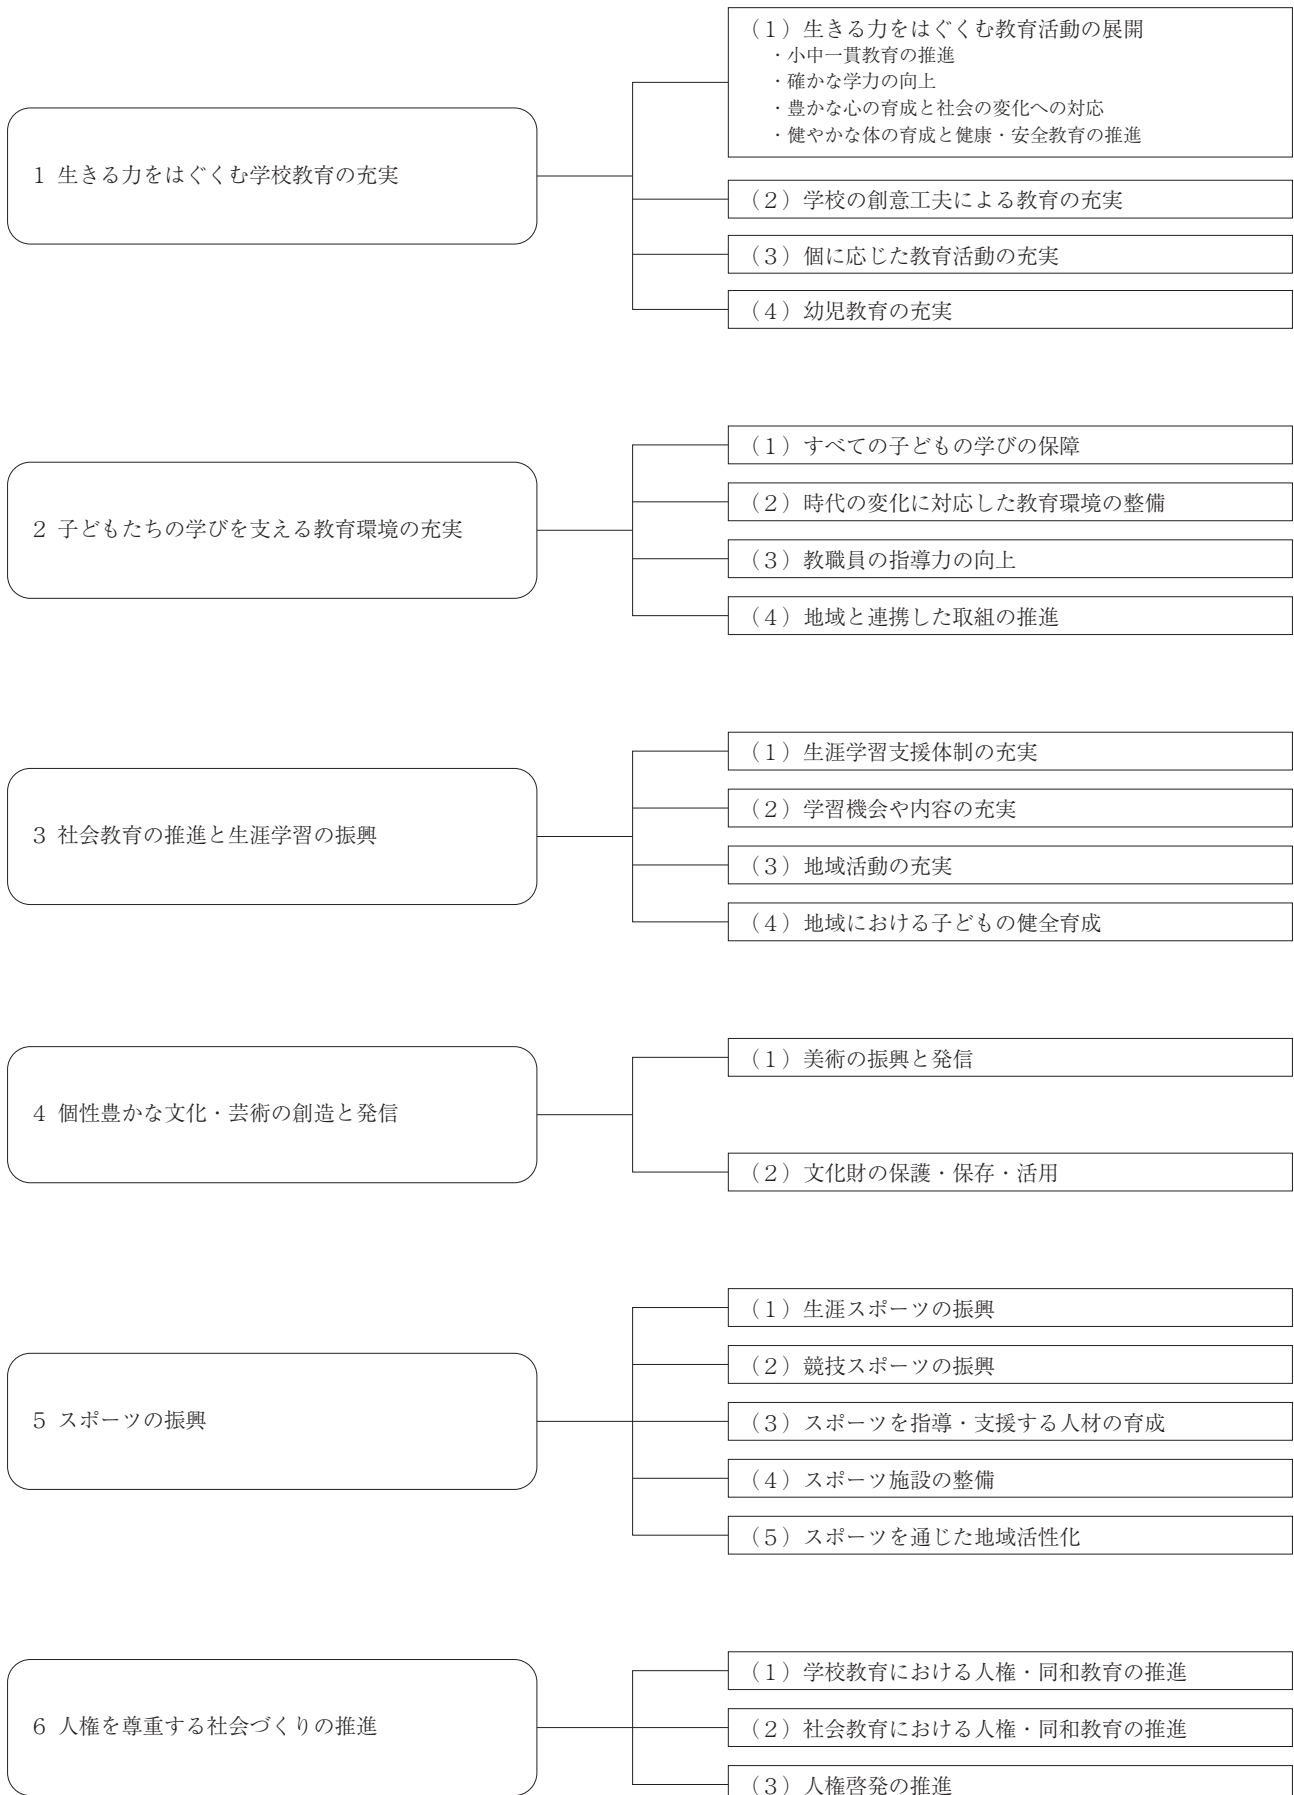 1 生きる力をはぐくむ学校教育の充実
（１）生きる力をはぐくむ教育活動の展開
・小中一貫教育の推進
・確かな学力の向上
・豊かな心の育成と社会の変化への対応
・健やかな体の育成と健康・安全教育の推進
（２）学校の創意工夫による教育の充実
（３）個に応じた教育活動の充実
（４）幼児教育の充実
2 子どもたちの学びを支える教育環境の充実
（１）すべての子どもの学びの保障
（２）時代の変化に対応した教育環境の整備
（３）教職員の指導力の向上
（４）地域と連携した取組の推進
3 社会教育の推進と生涯学習の振興
（１）生涯学習支援体制の充実
（２）学習機会や内容の充実
（３）地域活動の充実
（４）地域における子どもの健全育成
4 個性豊かな文化・芸術の創造と発信
（１）美術の振興と発信
（２）文化財の保護・保存・活用
5 スポーツの振興
（１）生涯スポーツの振興
（２）競技スポーツの振興
（３）スポーツを指導・支援する人材の育成
（４）スポーツ施設の整備
（５）スポーツを通じた地域活性化
6 人権を尊重する社会づくりの推進
（１）学校教育における人権・同和教育の推進
（２）社会教育における人権・同和教育の推進
（３）人権啓発の推進